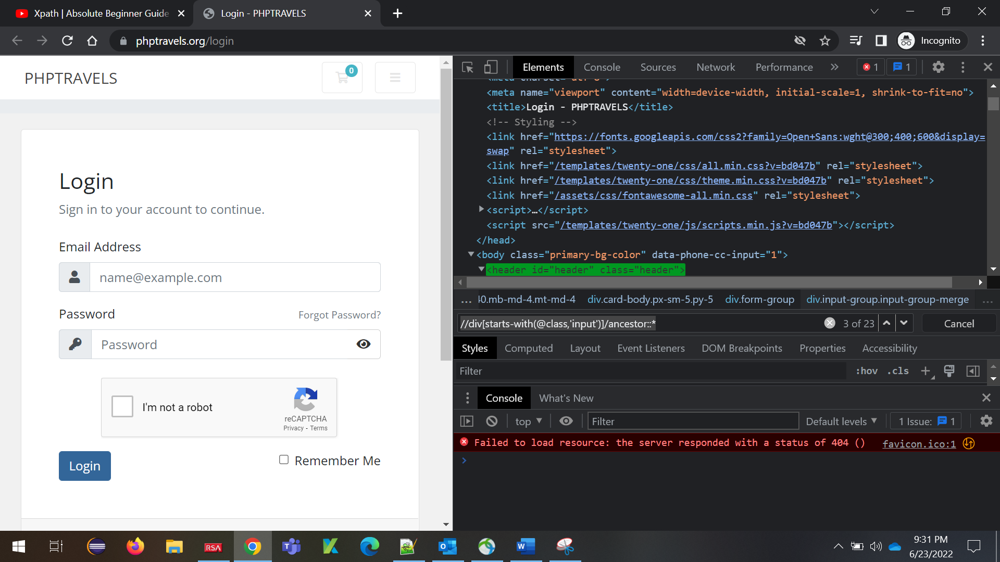 Xpath | Absolute Beginner Guide
Login - PHPTRAVELS
phptravels.org/login
Incognito
PHPTRAVELS
0
Login
Sign in to your account to continue.
Email Address
name@example.com
Password
Forgot Password?
Password
I'm not a robot
reCAPTCHA
Privacy - Terms
Login
Remember Me
Elements
Console
Sources
Network
Performance
1
1
<meta name="viewport" content="width=device-width, initial-scale=1, shrink-to-fit=no">
<title>Login - PHPTRAVELS</title>
<!-- Styling -->
<link href="https://fonts.googleapis.com/css2?family=Open+Sans:wght@300;400;600&display=
swap" rel="stylesheet">
<link href="/templates/twenty-one/css/all.min.css?v=bd047b" rel="stylesheet">
<link href="/templates/twenty-one/css/theme.min.css?v=bd047b" rel="stylesheet">
<link href="/assets/css/fontawesome-all.min.css" rel="stylesheet">
<script>…</script>
<script src="/templates/twenty-one/js/scripts.min.js?v=bd047b"></script>
</head>
<body class="primary-bg-color" data-phone-cc-input="1">
<header id="header" class="header">
... 40.mb-md-4.mt-md-4 div.card-body.px-sm-5.py-5 div.form-group div.input-group.input-group-merge ...
//div[starts-with(@class,'input')]/ancestor::*
3 of 23
Cancel
Styles
Computed
Layout
Event Listeners
DOM Breakpoints
Properties
Accessibility
Filter
:hov .cls
Console
What's New
top
Filter
Default levels
1 Issue: 1
Failed to load resource: the server responded with a status of 404 () favicon.ico:1
RSA
9:31 PM
6/23/2022